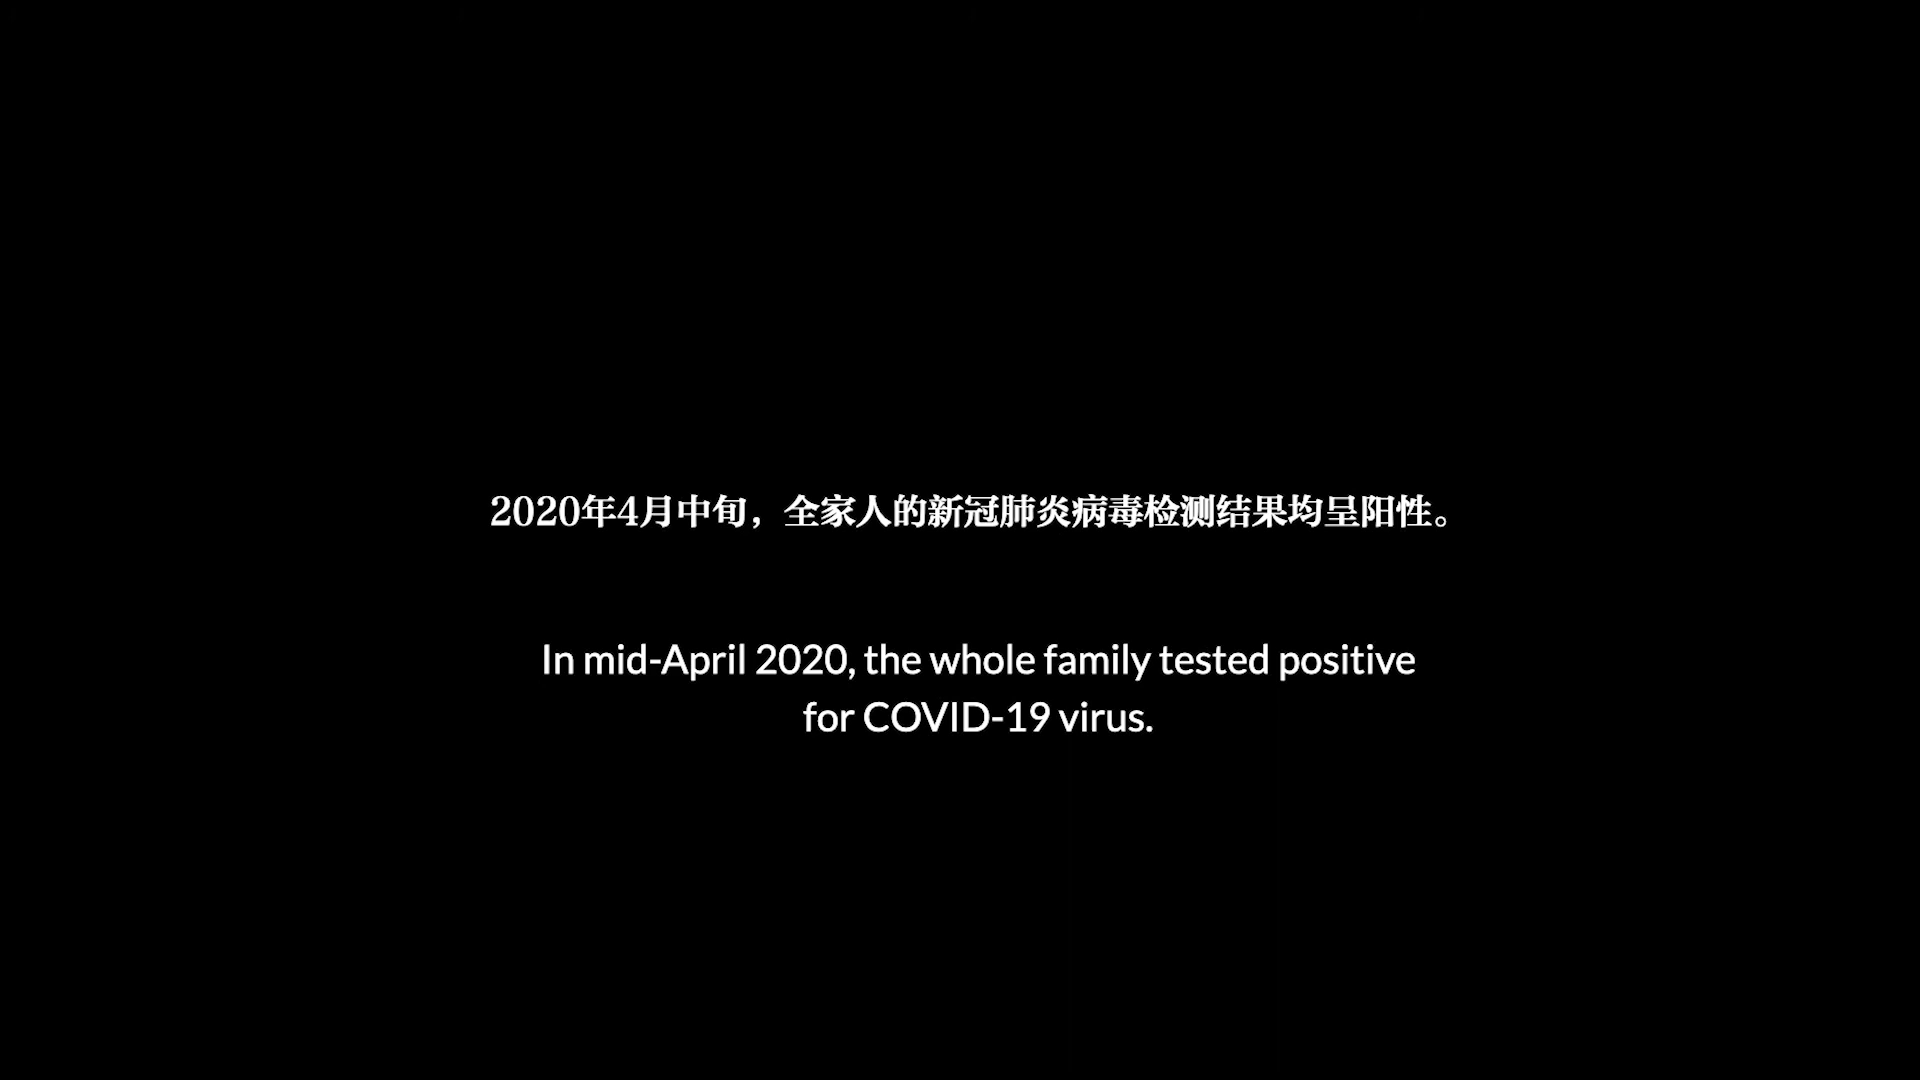 2020年4月中旬，全家人的新冠肺炎病毒检测结果均呈阳性。
In mid-April 2020, the whole family tested positive
for COVID-19 virus.